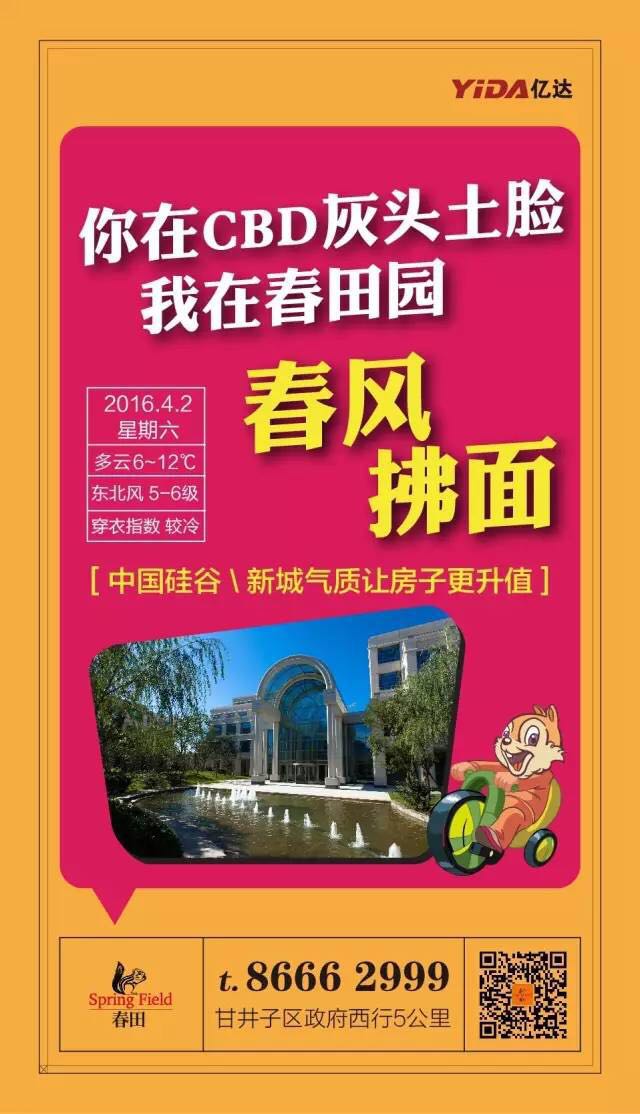 YiDA亿达
你在CBD灰头土脸
我在春田园
春风
拂面
2016.4.2
星期六
多云6~12℃
东北风 5-6级
穿衣指数 较冷
[ 中国硅谷 \ 新城气质让房子更升值 ]
Spring Field
春田
t. 8666 2999
甘井子区政府西行5公里